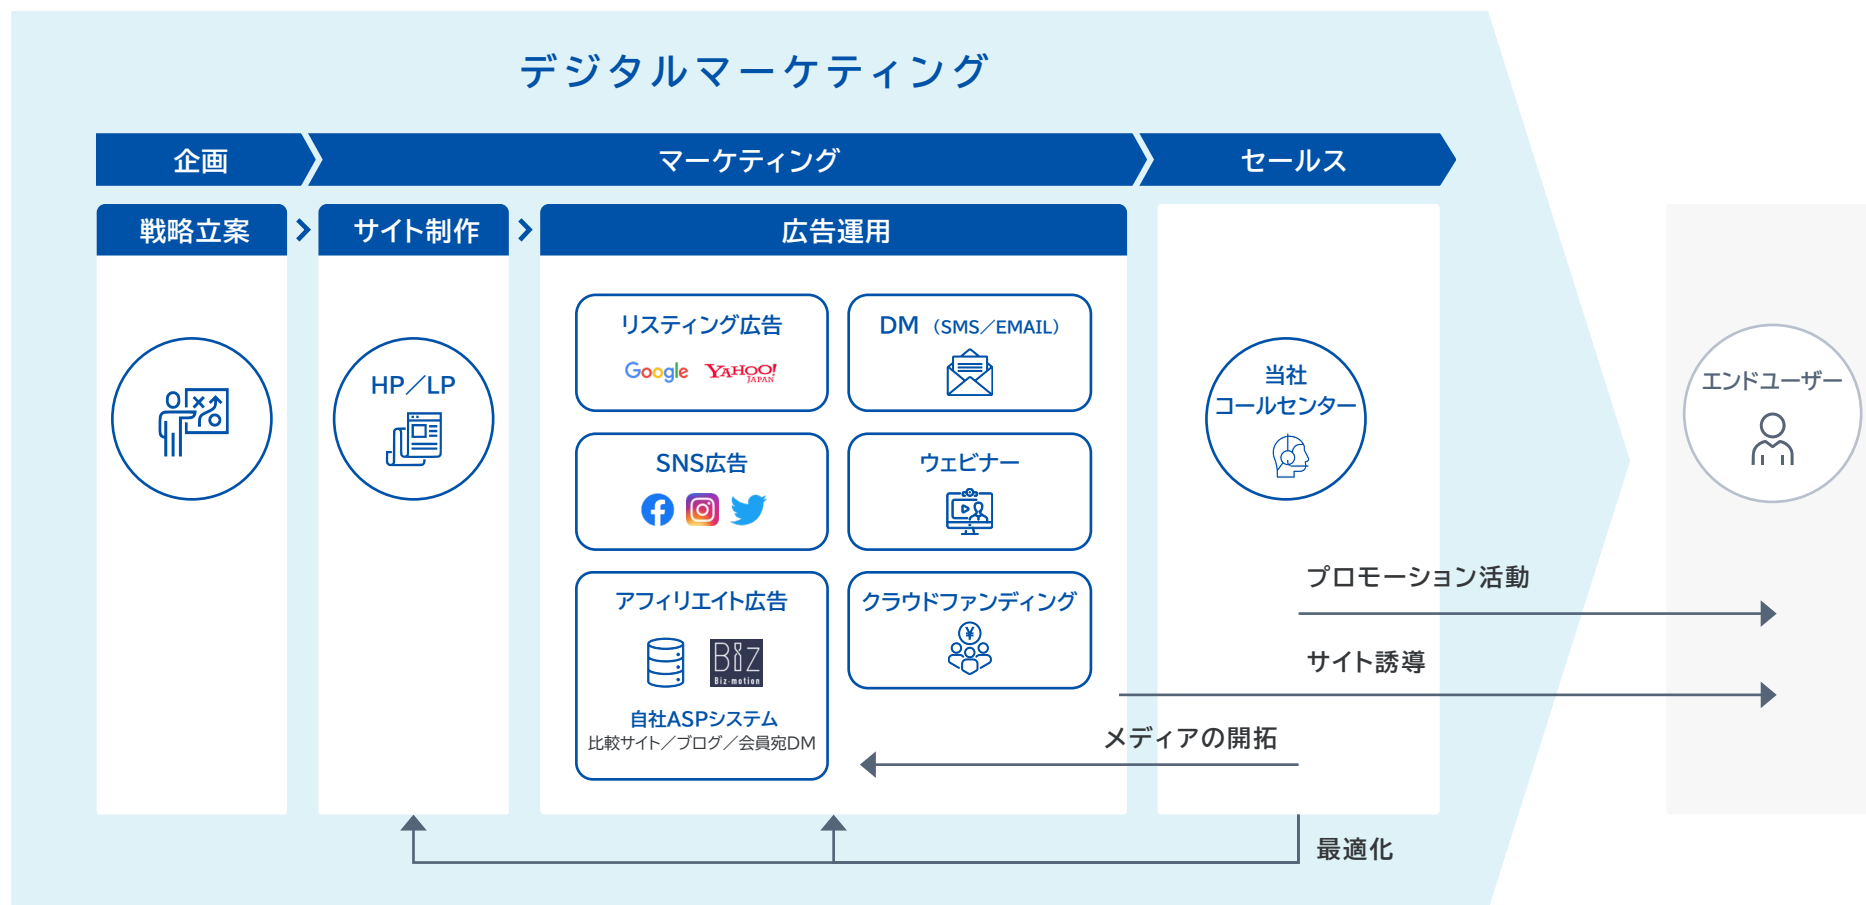 デジタルマーケティング
企画
マーケティング
セールス
戦略立案
サイト制作
広告運用
HP／LP
リスティング広告
Google YAHOO! JAPAN
DM （SMS／EMAIL）
SNS広告
ウェビナー
アフィリエイト広告
Biz
Biz-motion
自社ASPシステム
比較サイト／ブログ／会員宛DM
クラウドファンディング
¥
当社
コールセンター
エンドユーザー
プロモーション活動
サイト誘導
メディアの開拓
最適化